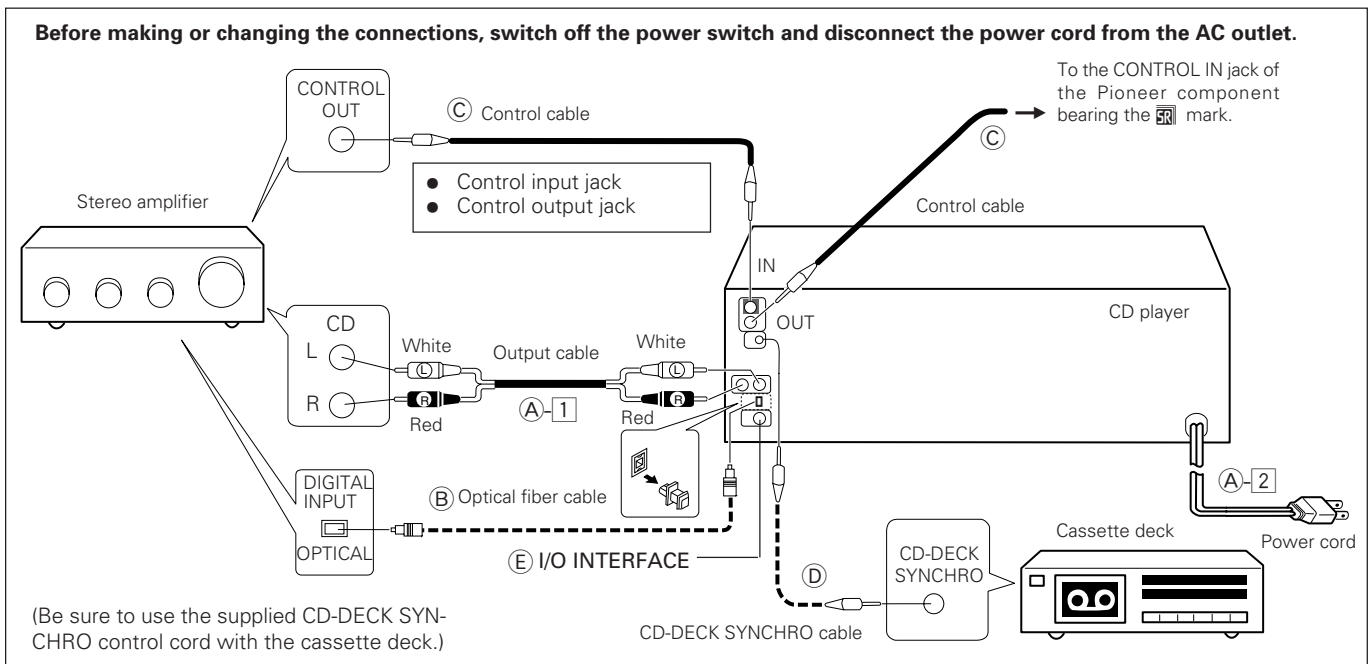 Before making or changing the connections, switch off the power switch and disconnect the power cord from the AC outlet.
CONTROL
OUT
Ⓒ Control cable
To the CONTROL IN jack of
the Pioneer component
bearing the SR mark.
Ⓒ
● Control input jack
● Control output jack
Stereo amplifier
Control cable
IN
OUT
CD player
CD
L
R
White
Ⓛ
Red
Ⓡ
Output cable
Ⓐ-1
White
Ⓛ
Red
Ⓡ
DIGITAL
INPUT
OPTICAL
Ⓑ Optical fiber cable
Ⓔ I/O INTERFACE
Ⓐ-2
Power cord
Ⓓ
CD-DECK
SYNCHRO
Cassette deck
CD-DECK SYNCHRO cable
(Be sure to use the supplied CD-DECK SYN-
CHRO control cord with the cassette deck.)